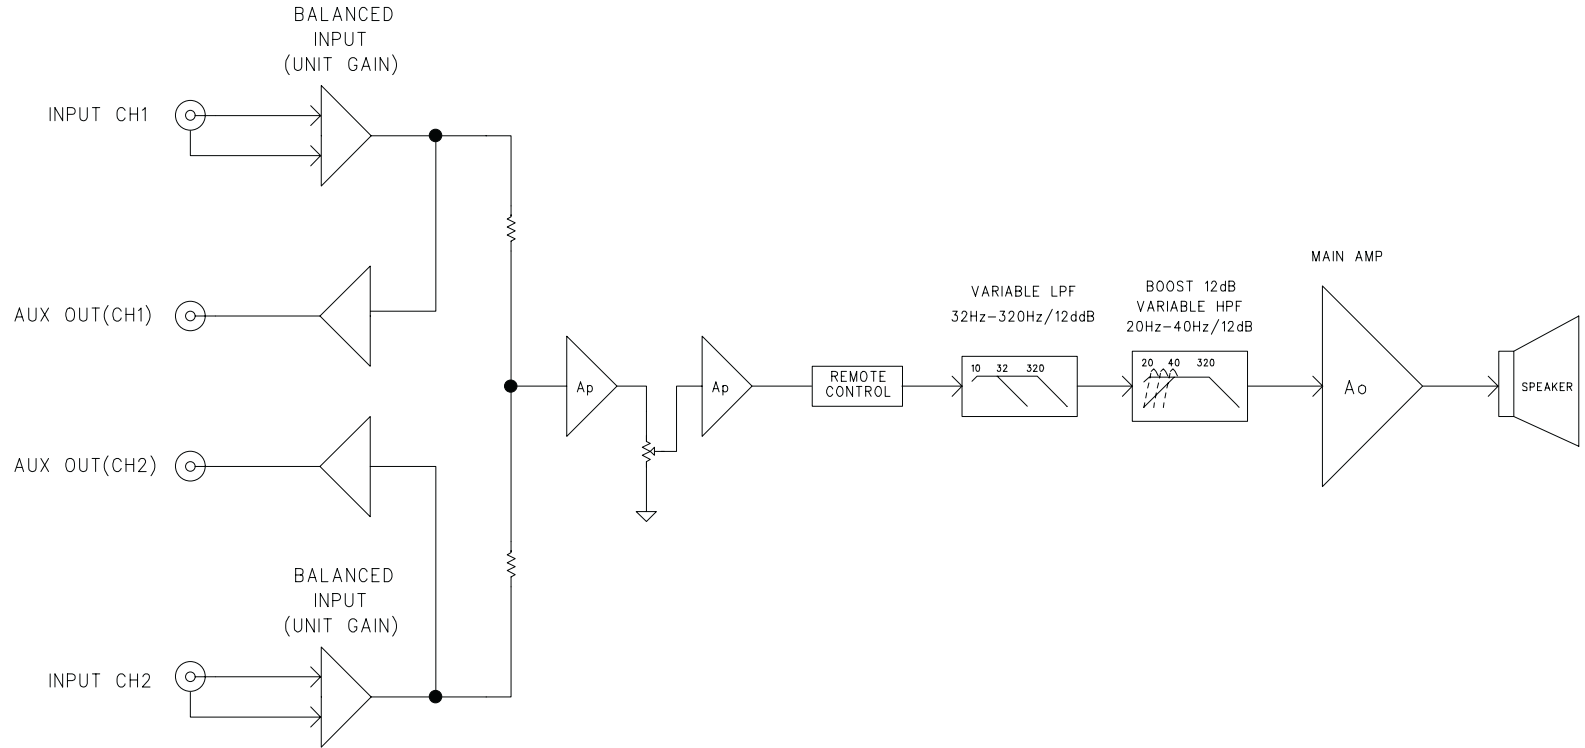 BALANCED
INPUT
(UNIT GAIN)
INPUT CH1
AUX OUT(CH1)
AUX OUT(CH2)
BALANCED
INPUT
(UNIT GAIN)
INPUT CH2
Ap
Ap
REMOTE
CONTROL
VARIABLE LPF
32Hz-320Hz/12ddB
10 32 320
BOOST 12dB
VARIABLE HPF
20Hz-40Hz/12dB
20 40 320
MAIN AMP
Ao
SPEAKER